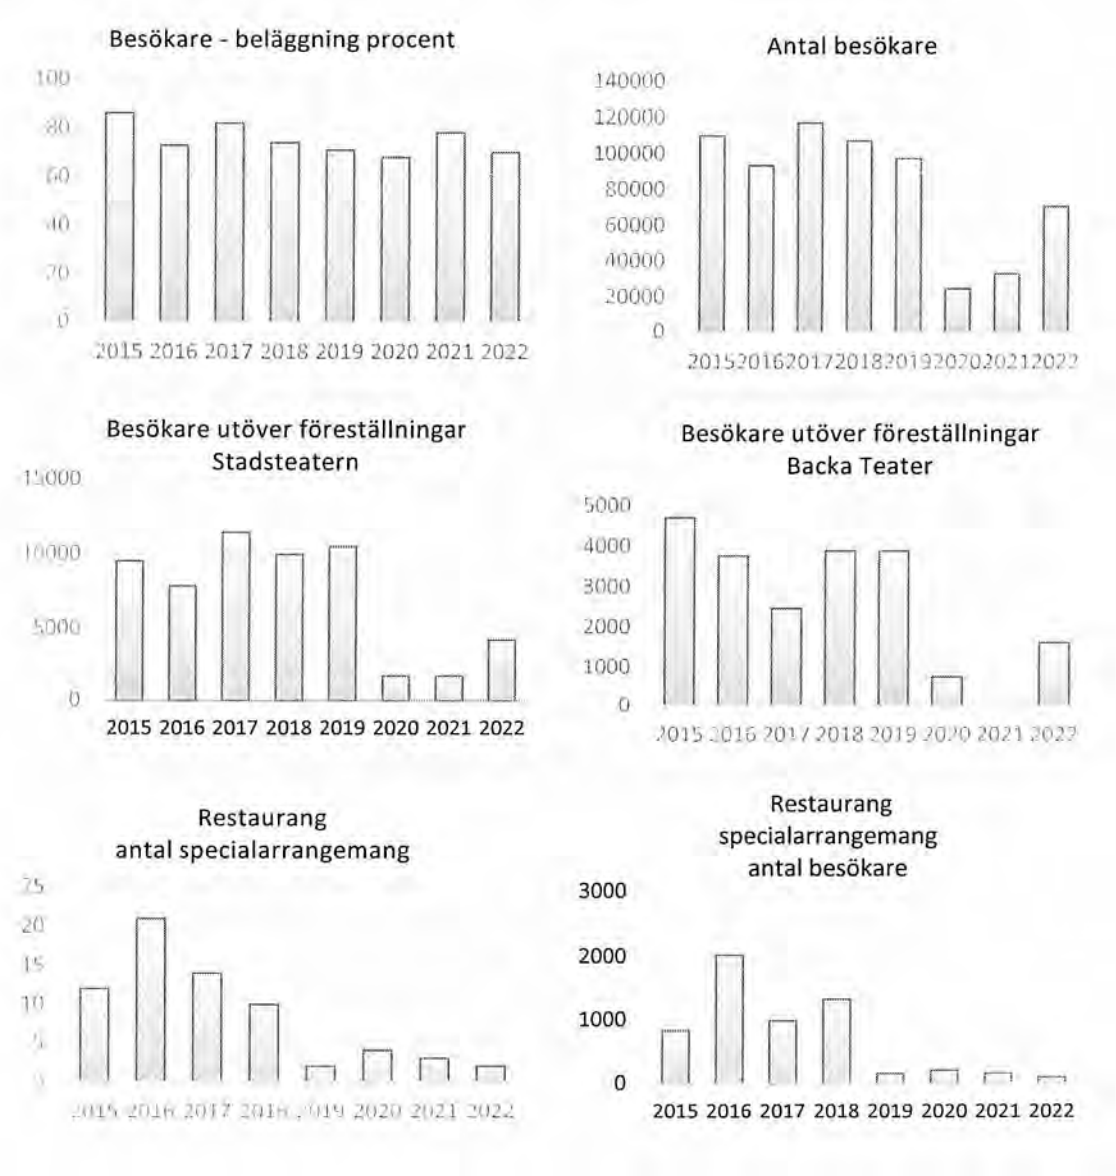 Besökare - beläggning procent
100
80
60
40
20
0
2015 2016 2017 2018 2019 2020 2021 2022
Antal besökare
140000
120000
100000
80000
60000
40000
20000
0
2015 2016 2017 2018 2019 2020 2021 2022
Besökare utöver föreställningar
Stadsteatern
15000
10000
5000
0
2015 2016 2017 2018 2019 2020 2021 2022
Besökare utöver föreställningar
Backa Teater
5000
4000
3000
2000
1000
0
2015 2016 2017 2018 2019 2020 2021 2022
Restaurang
antal specialarrangemang
25
20
15
10
5
0
2015 2016 2017 2018 2019 2020 2021 2022
Restaurang
specialarrangemang
antal besökare
3000
2000
1000
0
2015 2016 2017 2018 2019 2020 2021 2022